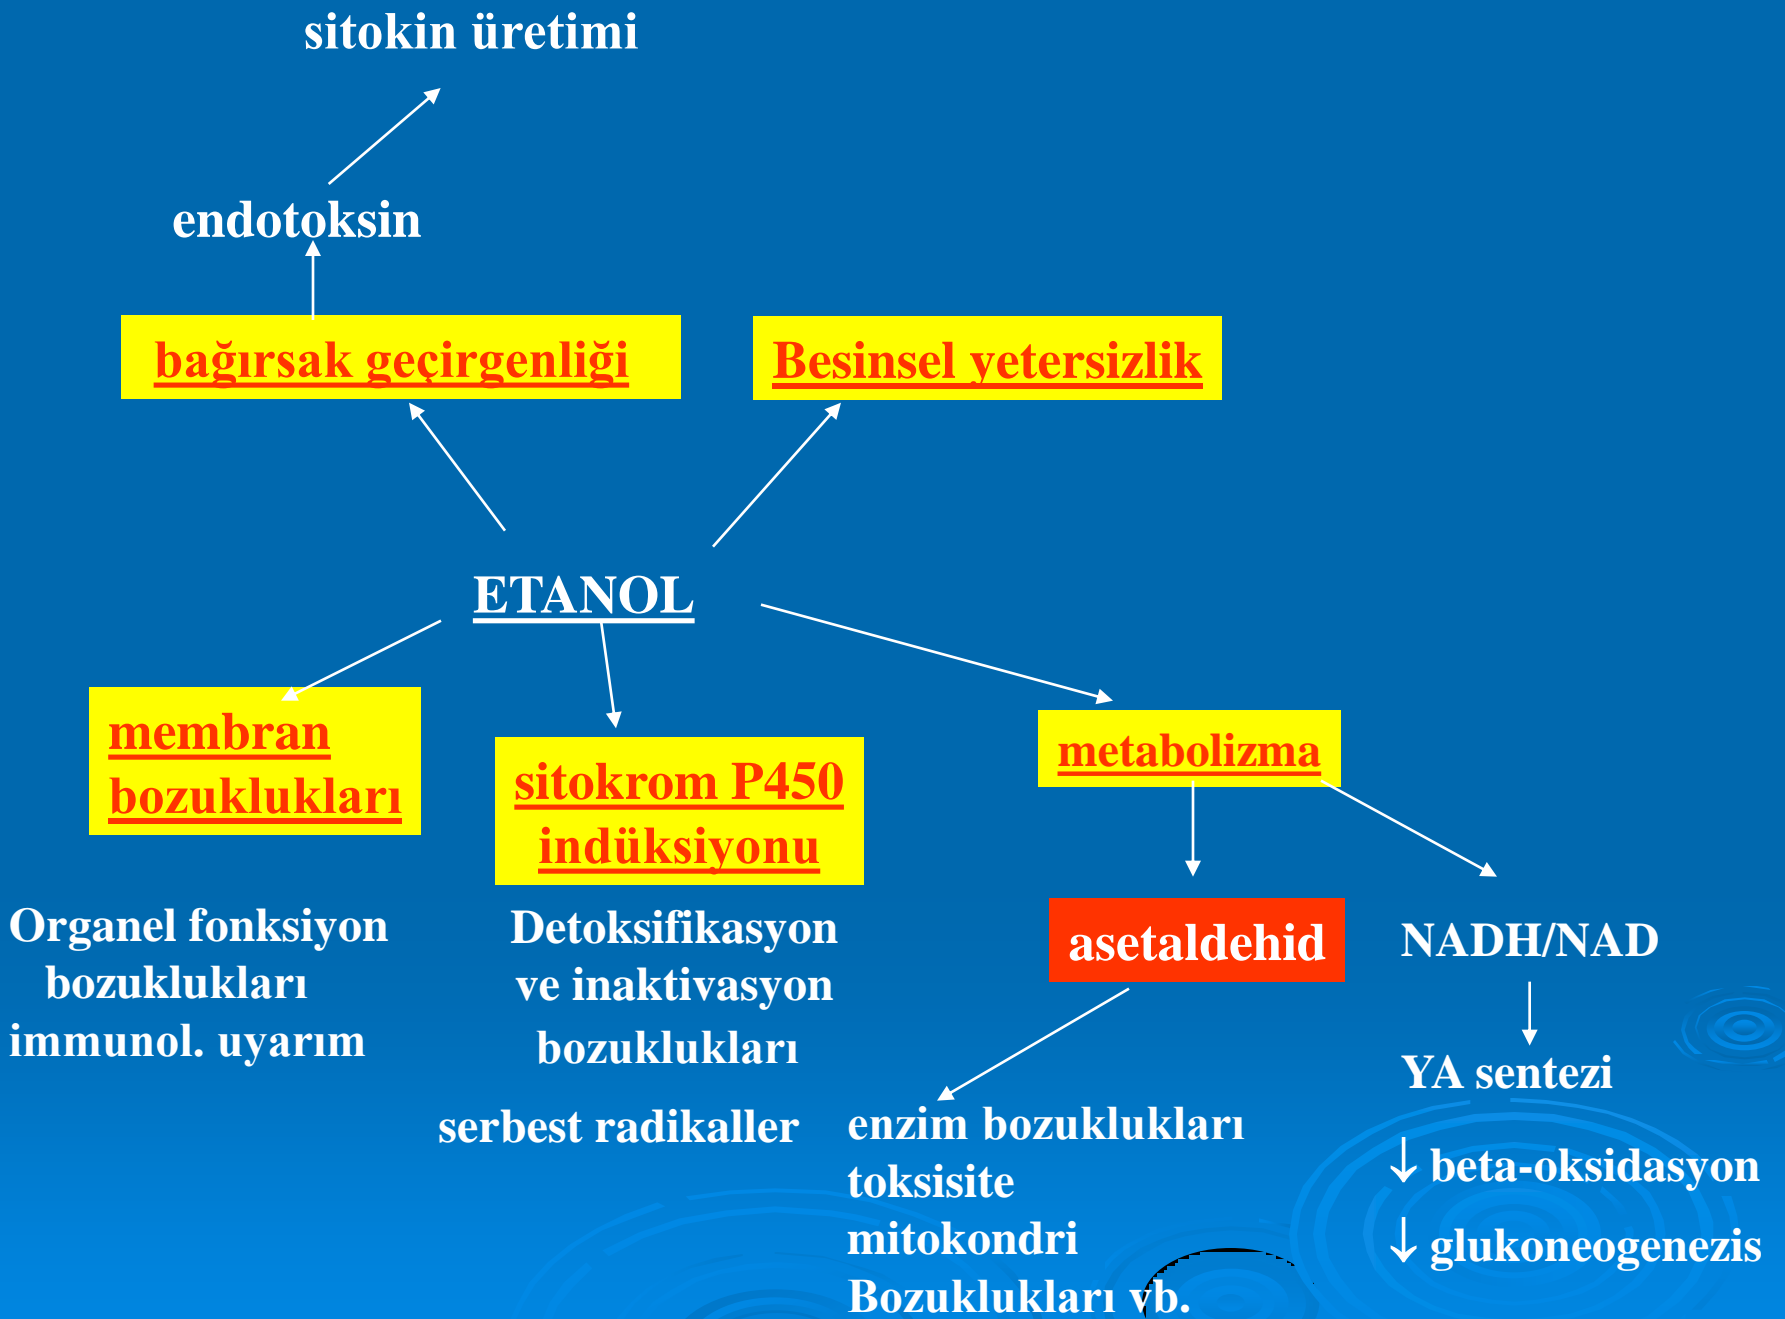 sitokin üretimi
endotoksin
bağırsak geçirgenliği
Besinsel yetersizlik
ETANOL
membran
bozuklukları
sitokrom P450
indüksiyonu
metabolizma
Organel fonksiyon
bozuklukları
immunol. uyarım
Detoksifikasyon
ve inaktivasyon
bozuklukları
serbest radikaller
asetaldehid
enzim bozuklukları
toksisite
mitokondri
Bozuklukları vb.
NADH/NAD
YA sentezi
↓ beta-oksidasyon
↓ glukoneogenezis